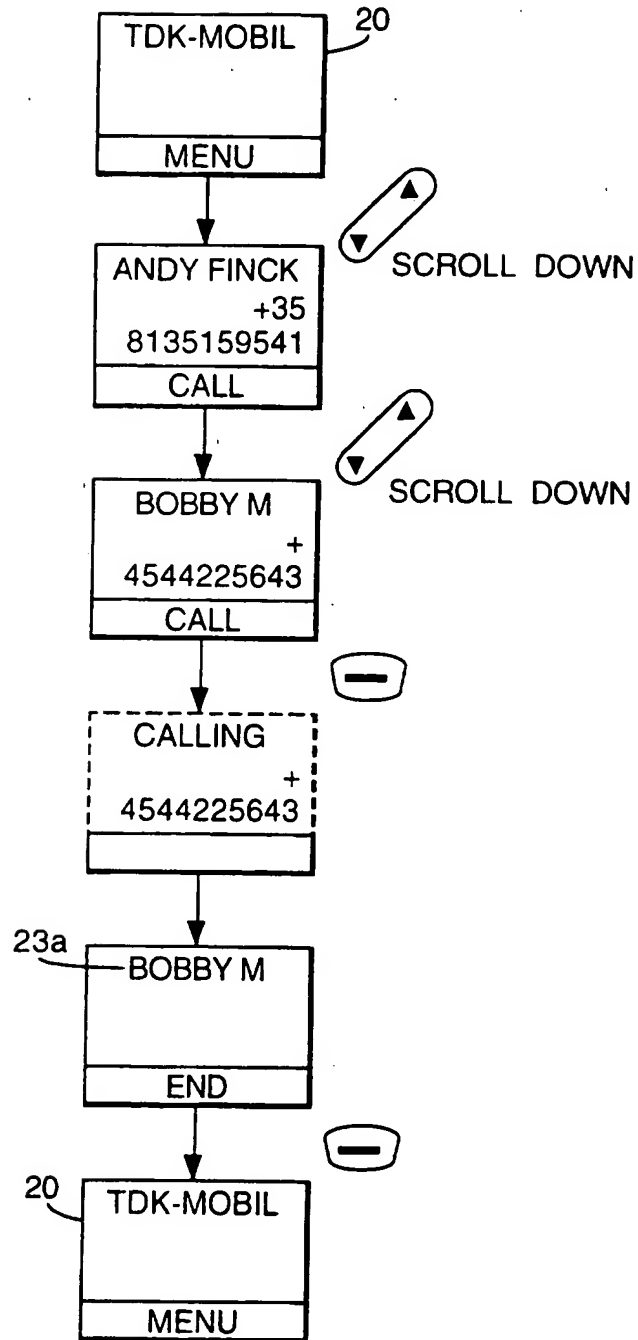 TDK-MOBIL
20
MENU
ANDY FINCK
+35
8135159541
CALL
SCROLL DOWN
BOBBY M
+
4544225643
CALL
SCROLL DOWN
CALLING
+
4544225643
23a
BOBBY M
END
20
TDK-MOBIL
MENU